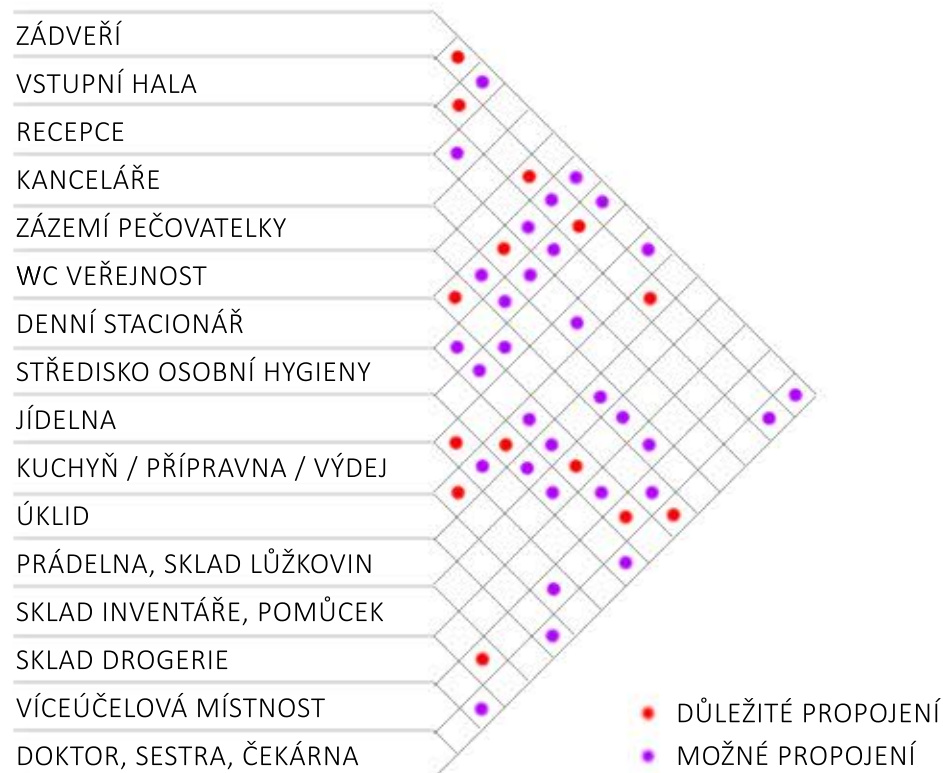 ZÁDVEŘÍ
VSTUPNÍ HALA
RECEPCE
KANCELÁŘE
ZÁZEMÍ PEČOVATELKY
WC VEŘEJNOST
DENNÍ STACIONÁŘ
STŘEDISKO OSOBNÍ HYGIENY
JÍDELNA
KUCHYŇ / PŘÍPRAVNA / VÝDEJ
ÚKLID
PRÁDELNA, SKLAD LŮŽKOVIN
SKLAD INVENTÁŘE, POMŮCEK
SKLAD DROGERIE
VÍCEÚČELOVÁ MÍSTNOST
DOKTOR, SESTRA, ČEKÁRNA
DŮLEŽITÉ PROPOJENÍ
MOŽNÉ PROPOJENÍ